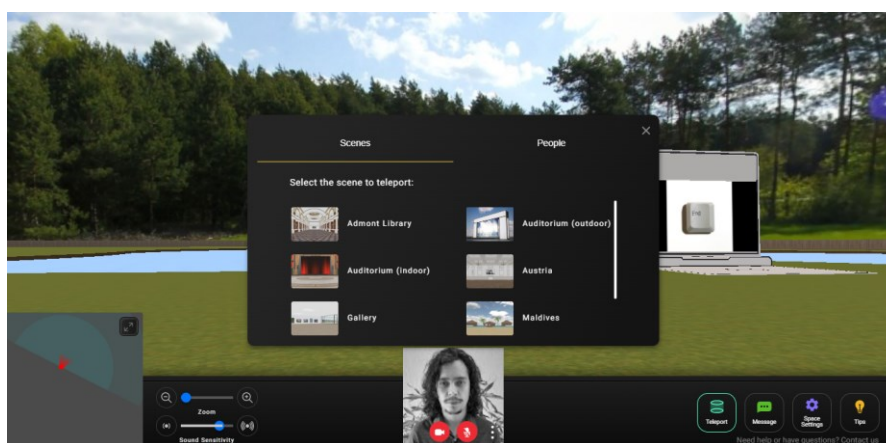 Scenes
People
Select the scene to teleport:
Admont Library
Auditorium (outdoor)
Auditorium (indoor)
Austria
Gallery
Maldives
Zoom
Sound Sensitivity
Teleport
Message
Space
Settings
Tips
Need help or have questions? Contact us